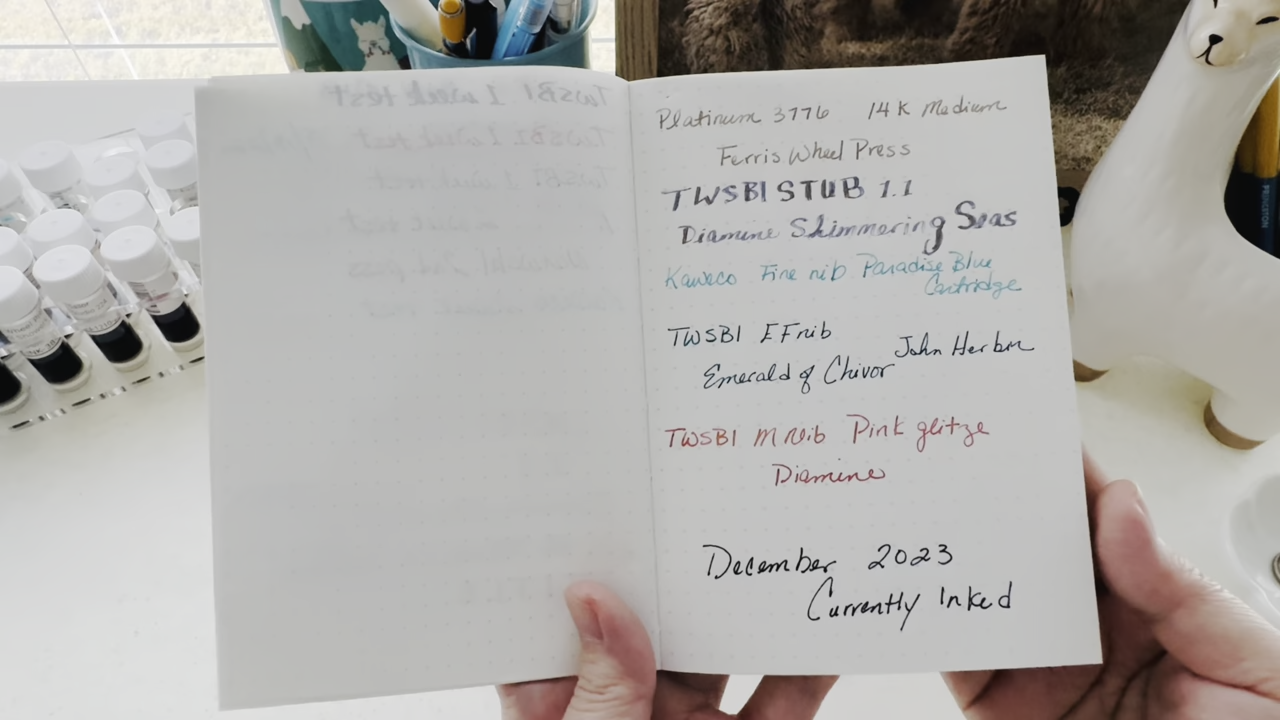 Platinum 3776 14K Medium
Ferris Wheel Press
TWSBI STUB 1.1
Diamine Shimmering Seas
Kaweco Fine nib Paradise Blue
Cartridge
TWSBI EF nib
John Herbin
Emerald of Chivor
TWSBI M Nib Pink glitze
Diamine
December 2023
Currently Inked
PRINCETON